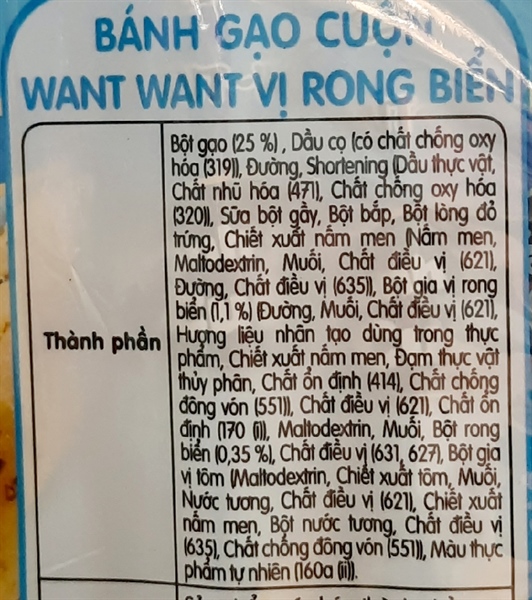 BÁNH GẠO CUỘN
WANT WANT VỊ RONG BIỂN
Bột gạo (25 %), Dầu cọ (có chất chống oxy
hóa (319)), Đường, Shortening (Dầu thực vật,
Chất nhũ hóa (471), Chất chống oxy hóa
(320)), Sữa bột gầy, Bột bắp, Bột lòng đỏ
trứng, Chiết xuất nấm men (Nấm men,
Maltodextrin, Muối, Chất điều vị (621),
Đường, Chất điều vị (635)), Bột gia vị rong
biển (1,1 %) (Đường, Muối, Chất điều vị (621),
Thành phần
Hương liệu nhân tạo dùng trong thực
phẩm, Chiết xuất nấm men, Đạm thực vật
thủy phân, Chất ổn định (414), Chất chống
đông vón (551)), Chất điều vị (621), Chất ổn
định (170 (i)), Maltodextrin, Muối, Bột rong
biển (0,35 %), Chất điều vị (631, 627), Bột gia
vị tôm (Maltodextrin, Chiết xuất tôm, Muối,
Nước tương, Chất điều vị (621), Chiết xuất
nấm men, Bột nước tương, Chất điều vị
(635), Chất chống đông vón (551)), Màu thực
phẩm tự nhiên (160a (ii)).